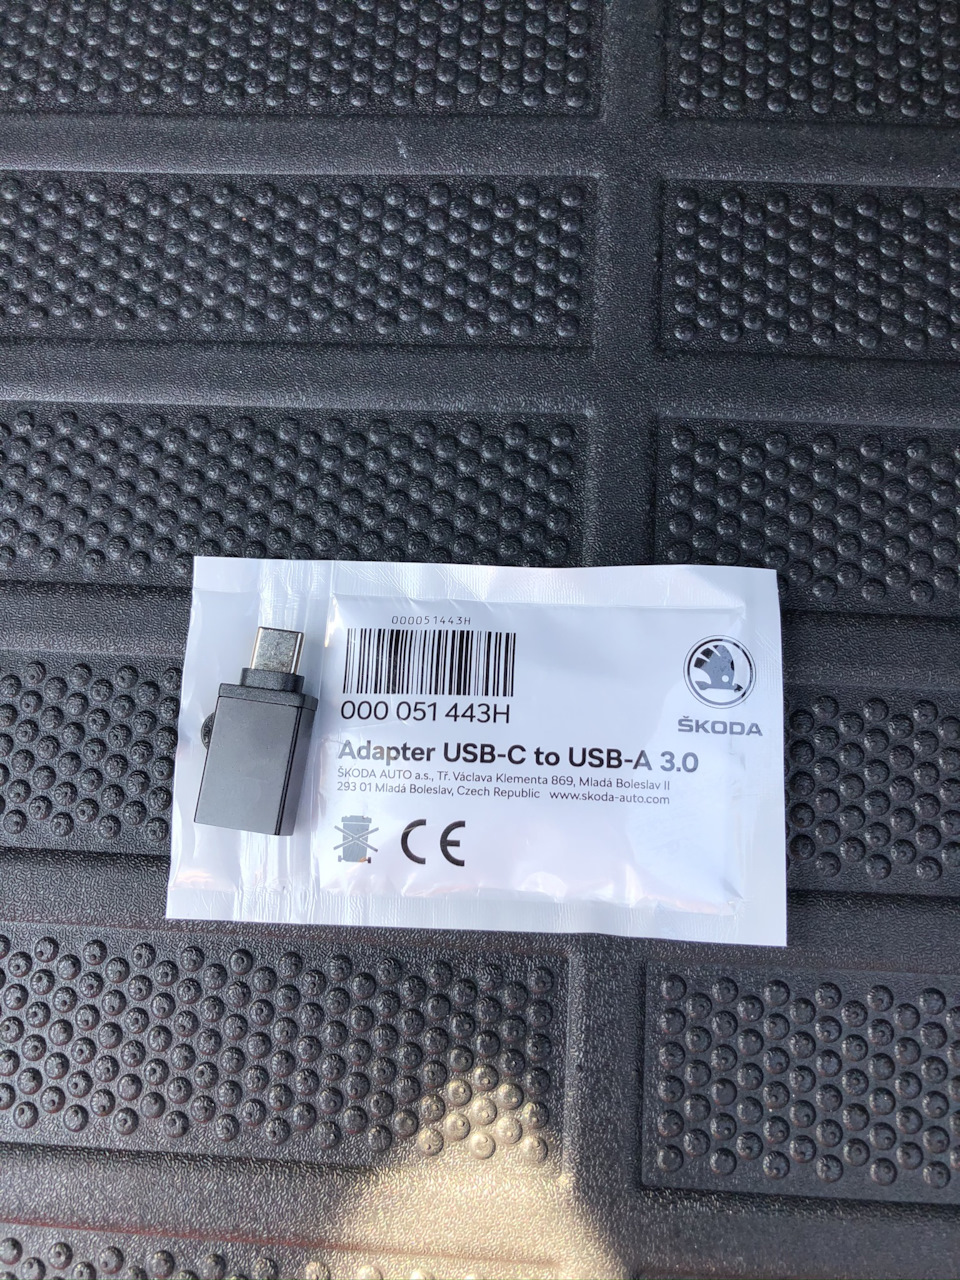 000051443H
000 051 443H
ŠKODA
Adapter USB-C to USB-A 3.0
ŠKODA AUTO a.s., Tř. Václava Klementa 869, Mladá Boleslav II
293 01 Mladá Boleslav, Czech Republic www.skoda-auto.com
CE